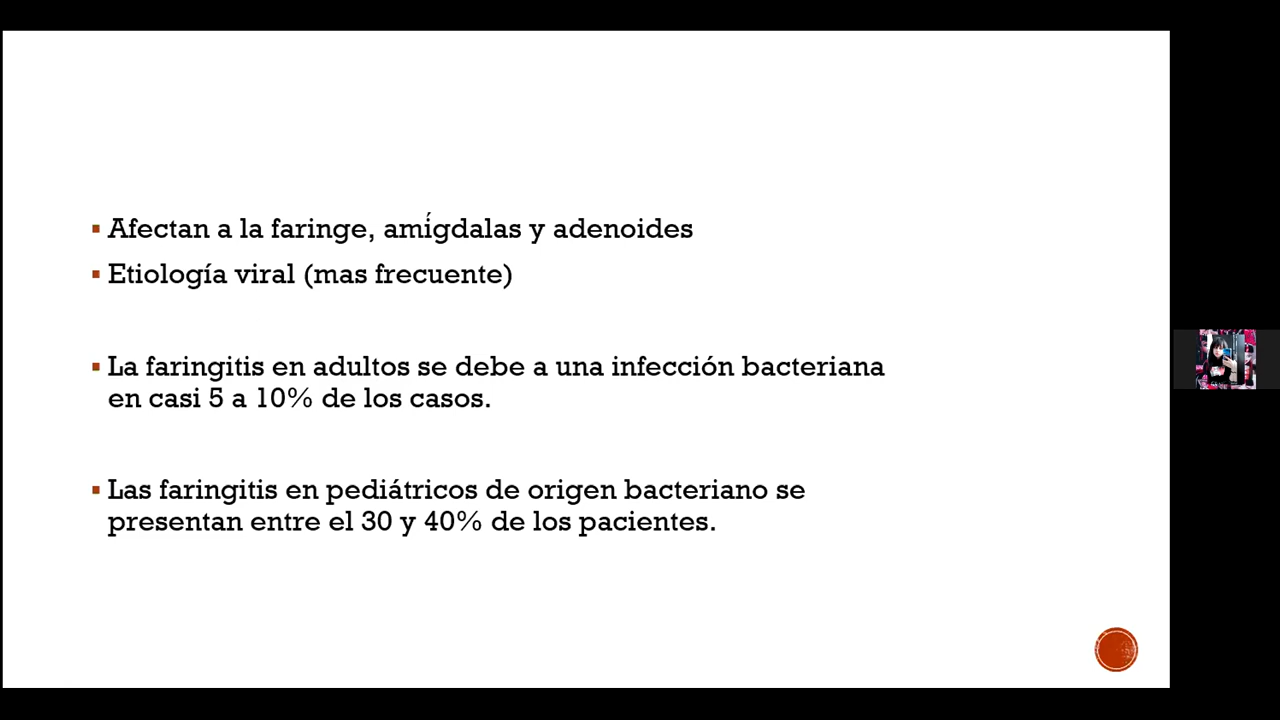 Afectan a la faringe, amígdalas y adenoides
Etiología viral (mas frecuente)
La faringitis en adultos se debe a una infección bacteriana
en casi 5 a 10% de los casos.
Las faringitis en pediátricos de origen bacteriano se
presentan entre el 30 y 40% de los pacientes.